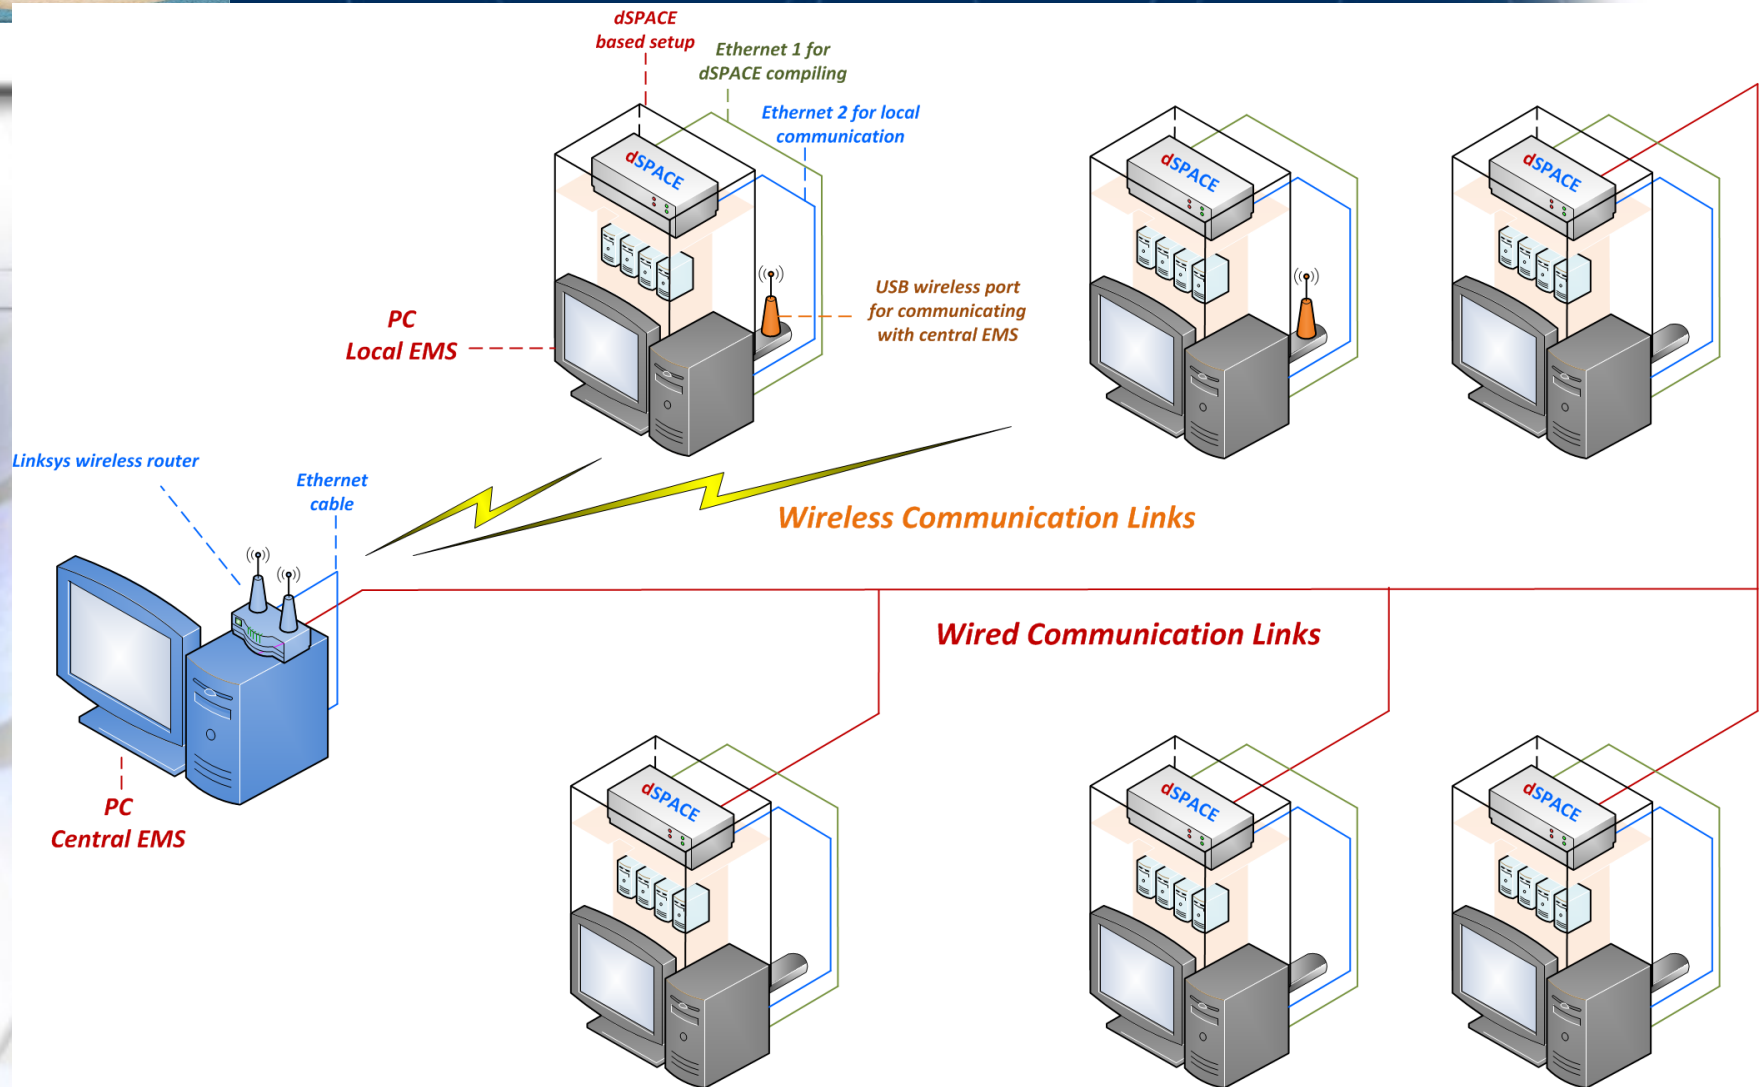 dSPACE
based setup
Ethernet 1 for
dSPACE compiling
Ethernet 2 for local
communication
dSPACE
dSPACE
dSPACE
USB wireless port
for communicating
with central EMS
PC
Local EMS
Linksys wireless router
Ethernet
cable
Wireless Communication Links
Wired Communication Links
PC
Central EMS
dSPACE
dSPACE
dSPACE